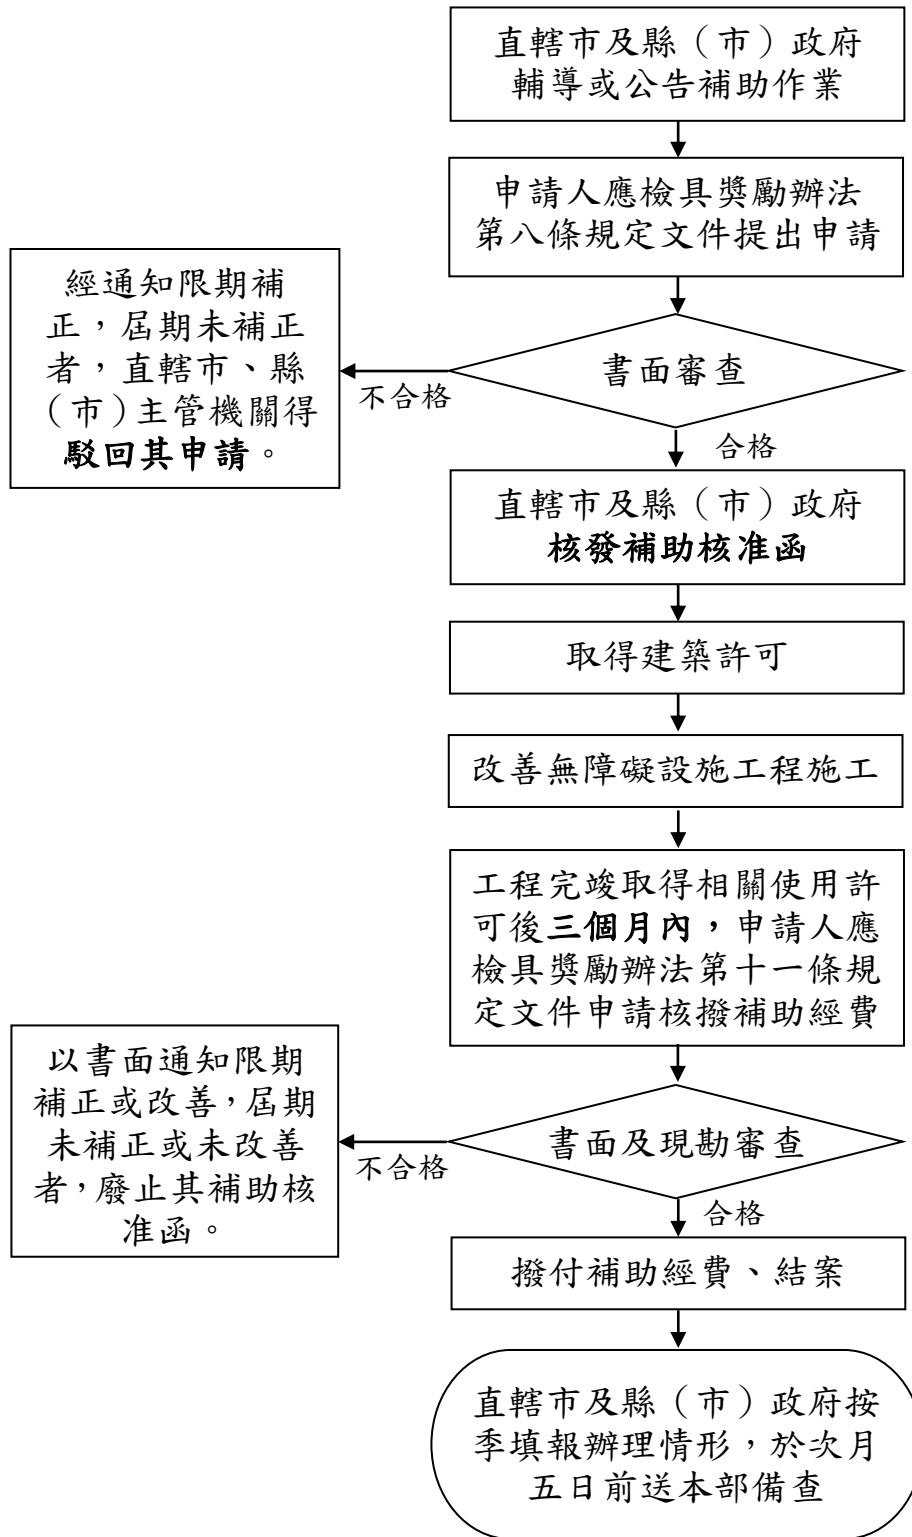 直轄市及縣（市）政府
輔導或公告補助作業
申請人應檢具獎勵辦法
第八條規定文件提出申請
經通知限期補
正，屆期未補正
者，直轄市、縣
（市）主管機關得
駁回其申請。
書面審查
不合格
合格
直轄市及縣（市）政府
核發補助核准函
取得建築許可
改善無障礙設施工程施工
工程完竣取得相關使用許
可後三個月內，申請人應
檢具獎勵辦法第十一條規
定文件申請核撥補助經費
以書面通知限期
補正或改善，屆期
未補正或未改善
者，廢止其補助核
准函。
書面及現勘審查
不合格
合格
撥付補助經費、結案
直轄市及縣（市）政府按
季填報辦理情形，於次月
五日前送本部備查